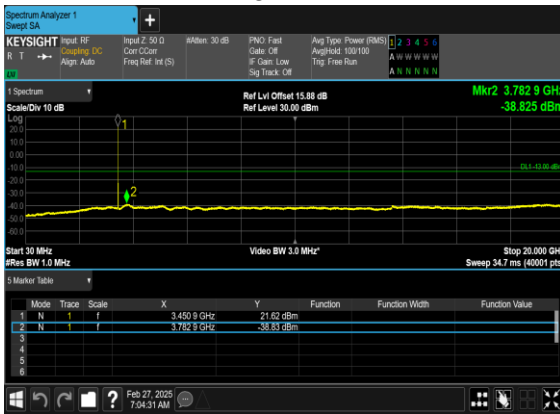 Spectrum Analyzer 1
Swept SA
KEYSIGHT Input: RF Input Z: 50 Ω #Atten: 30 dB PNO: Fast Avg Type: Power (RMS) 1 2 3 4 5 6
R T Coupling: DC Corr CCorr Gate: Off Avg|Hold: 100/100 A W W W W W
Align: Auto Freq Ref: Int (S) IF Gain: Low Trig: Free Run
Sig Track: Off A N N N N N
1 Spectrum Ref Lvl Offset 15.88 dB Mkr2 3.782 9 GHz
Scale/Div 10 dB Ref Level 30.00 dBm -38.825 dBm
Log
20.0
10.0
0.00
-10.0
DL1 -13.00 dBm
-20.0
-30.0
-40.0
-50.0
-60.0
1
2
Start 30 MHz Video BW 3.0 MHz* Stop 20.000 GH
#Res BW 1.0 MHz Sweep 34.7 ms (40001 pts
5 Marker Table
Mode Trace Scale X Y Function Function Width Function Value
1 N 1 f 3.450 9 GHz 21.62 dBm
2 N 1 f 3.782 9 GHz -38.83 dBm
3
4
5
6
? Feb 27, 2025
7:04:31 AM